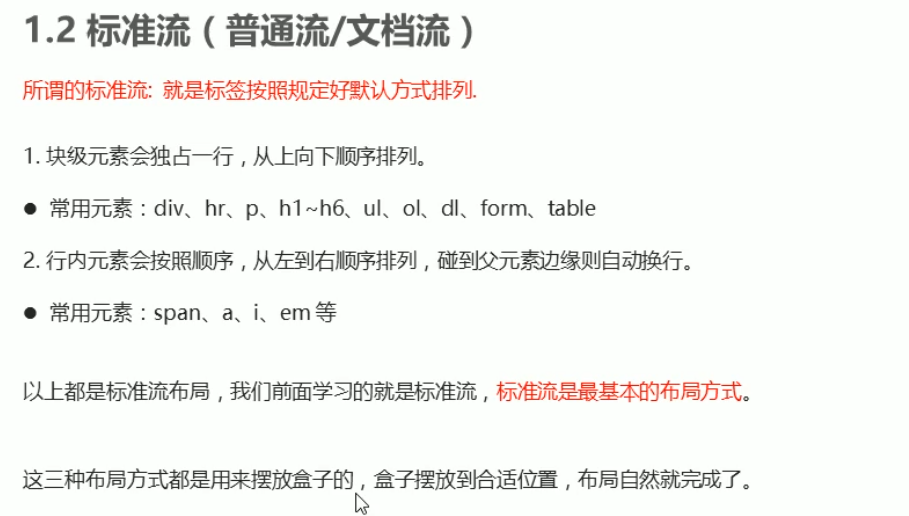 1.2 标准流（普通流/文档流）
所谓的标准流: 就是标签按照规定好默认方式排列.
1. 块级元素会独占一行，从上向下顺序排列。
● 常用元素：div、hr、p、h1~h6、ul、ol、dl、form、table
2. 行内元素会按照顺序，从左到右顺序排列，碰到父元素边缘则自动换行。
● 常用元素：span、a、i、em 等
以上都是标准流布局，我们前面学习的就是标准流，标准流是最基本的布局方式。
这三种布局方式都是用来摆放盒子的，盒子摆放到合适位置，布局自然就完成了。